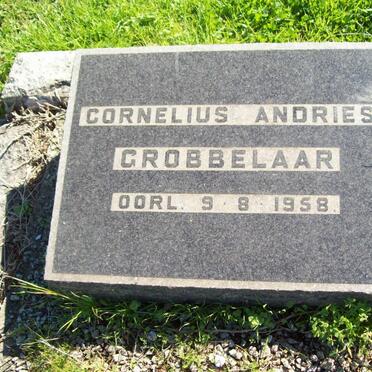 CORNELIUS ANDRIES
GROBBELAAR
OORL. 9 · 8 · 1958.